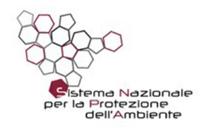 Sistema Nazionale
per la Protezione
dell'Ambiente